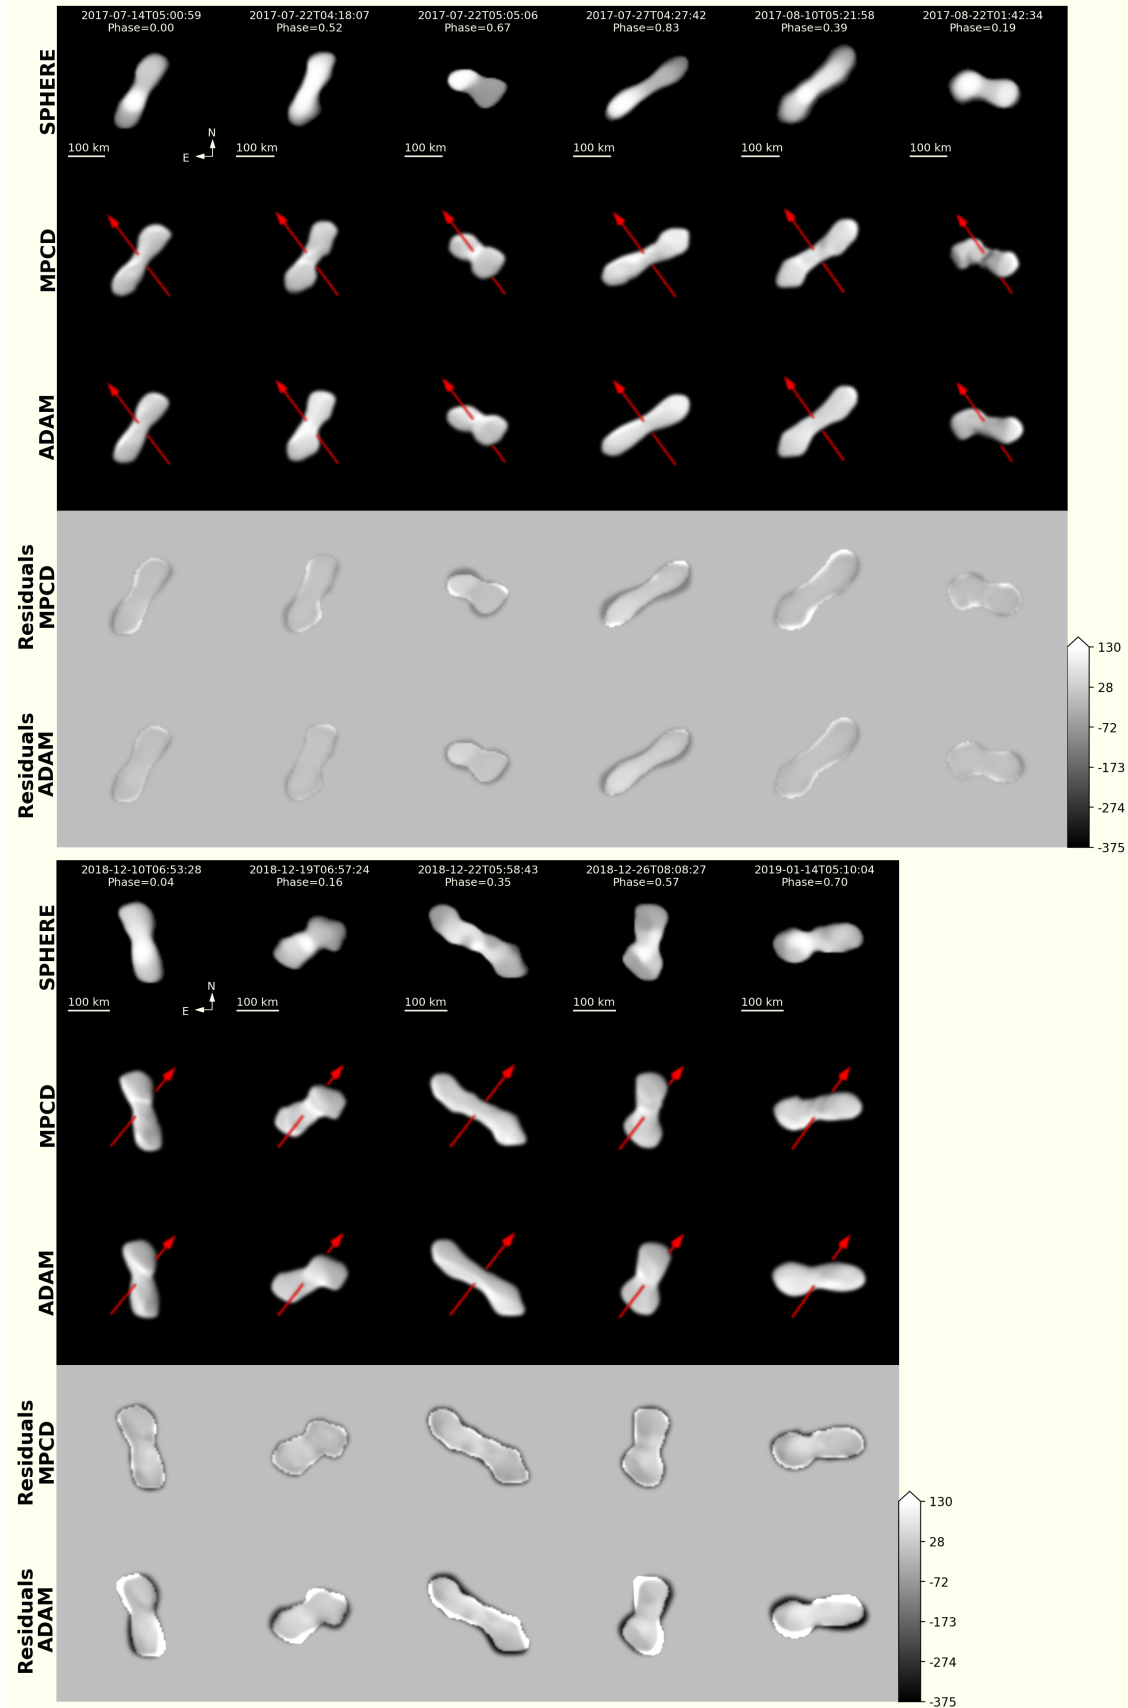 2017-07-14T05:00:59 2017-07-22T04:18:07 2017-07-22T05:05:06 2017-07-27T04:27:42 2017-08-10T05:21:58 2017-08-22T01:42:34
Phase=0.00 Phase=0.52 Phase=0.67 Phase=0.83 Phase=0.39 Phase=0.19
SPHERE
N
E
100 km 100 km 100 km 100 km 100 km 100 km
MPCD
ADAM
Residuals
MPCD
Residuals
ADAM
130
28
-72
-173
-274
-375
2018-12-10T06:53:28 2018-12-19T06:57:24 2018-12-22T05:58:43 2018-12-26T08:08:27 2019-01-14T05:10:04
Phase=0.04 Phase=0.16 Phase=0.35 Phase=0.57 Phase=0.70
SPHERE
N
E
100 km 100 km 100 km 100 km 100 km
MPCD
ADAM
Residuals
MPCD
Residuals
ADAM
130
28
-72
-173
-274
-375